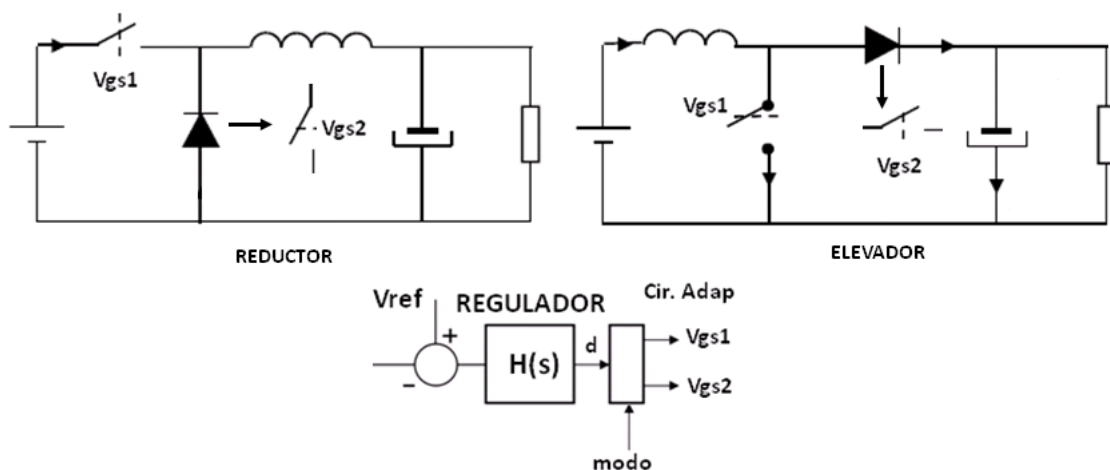 Vgs1
Vgs2
REDUCTOR
Vgs1
Vgs2
ELEVADOR
Vref
REGULADOR
Cir. Adap
+
-
H(s)
d
Vgs1
Vgs2
modo